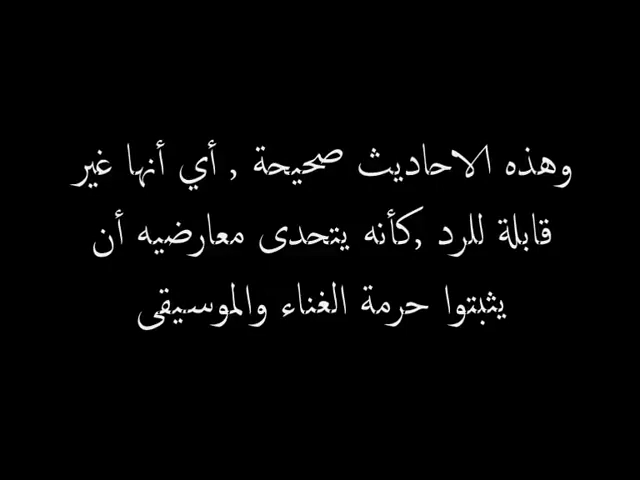 وهذه الاحاديث صحيحة , أي أنها غير
قابلة للرد ,كأنه يتحدى معارضيه أن
يثبتوا حرمة الغناء والموسيقى